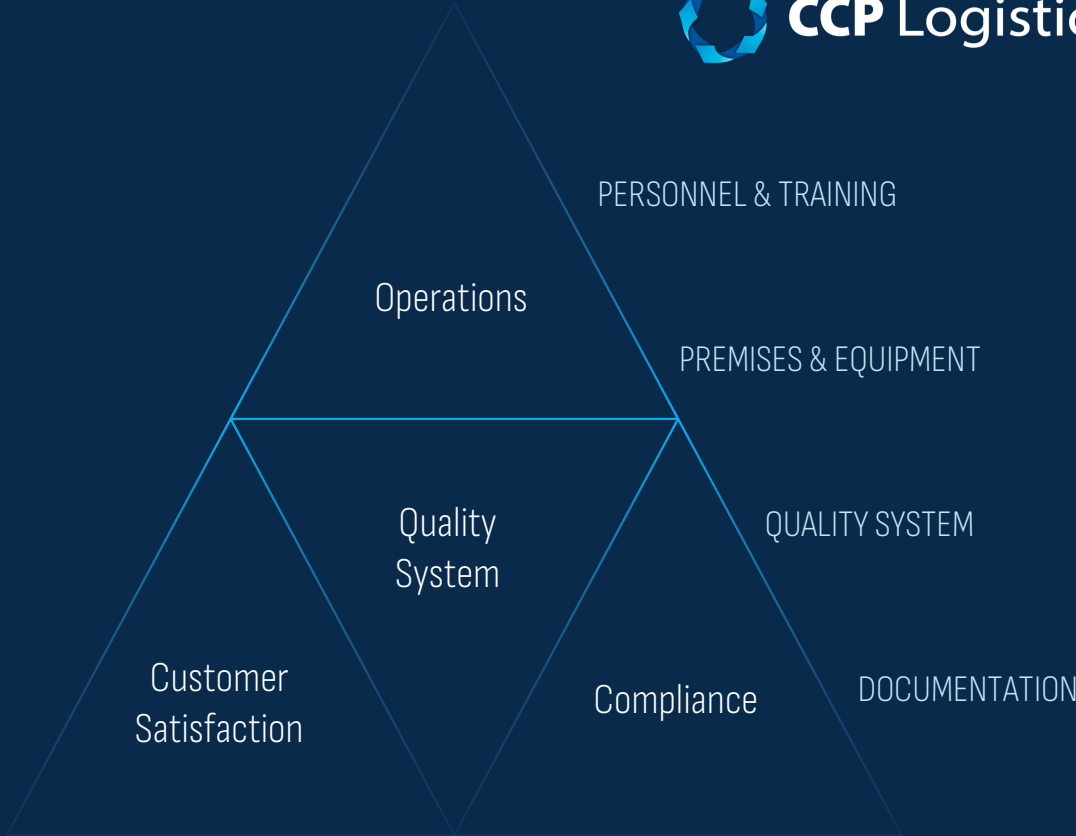 CCP Logistic
PERSONNEL & TRAINING
Operations
PREMISES & EQUIPMENT
Quality
System
QUALITY SYSTEM
Customer
Satisfaction
Compliance
DOCUMENTATION